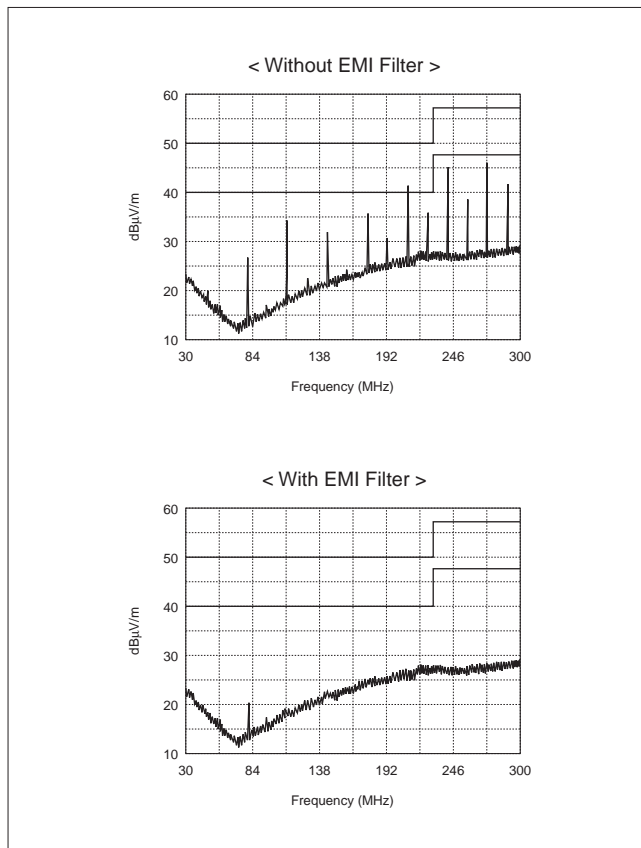 < Without EMI Filter >
60
50
40
30
20
10
dBµV/m
30 84 138 192 246 300
Frequency (MHz)
< With EMI Filter >
60
50
40
30
20
10
dBµV/m
30 84 138 192 246 300
Frequency (MHz)